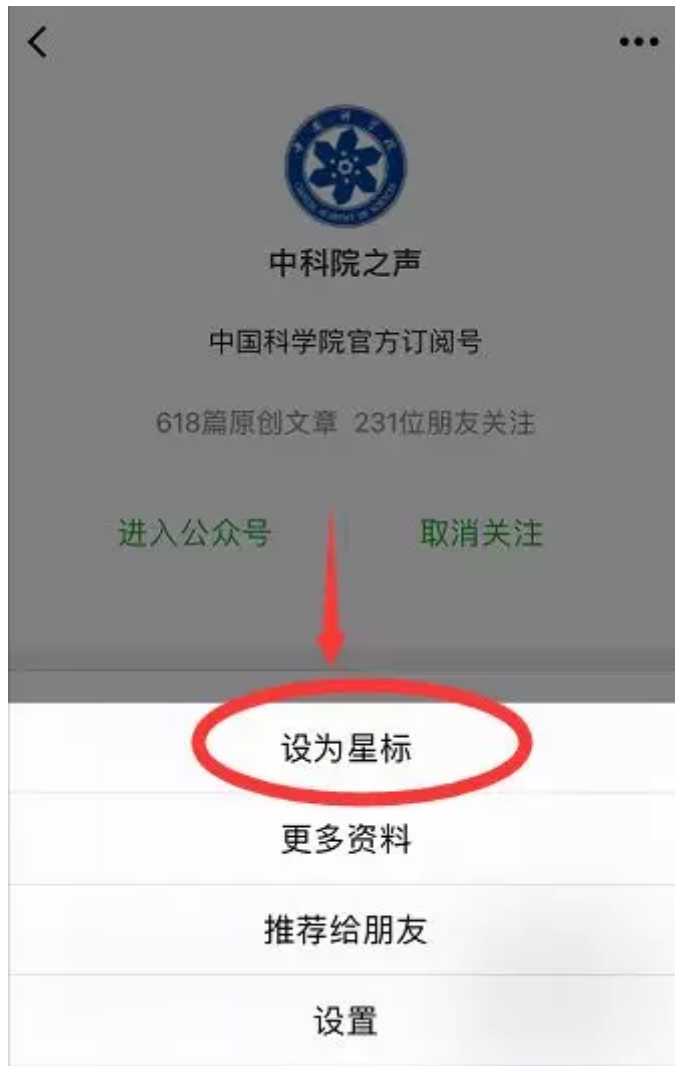 中科院之声
中国科学院官方订阅号
618篇原创文章 231位朋友关注
进入公众号 取消关注
设为星标
更多资料
推荐给朋友
设置